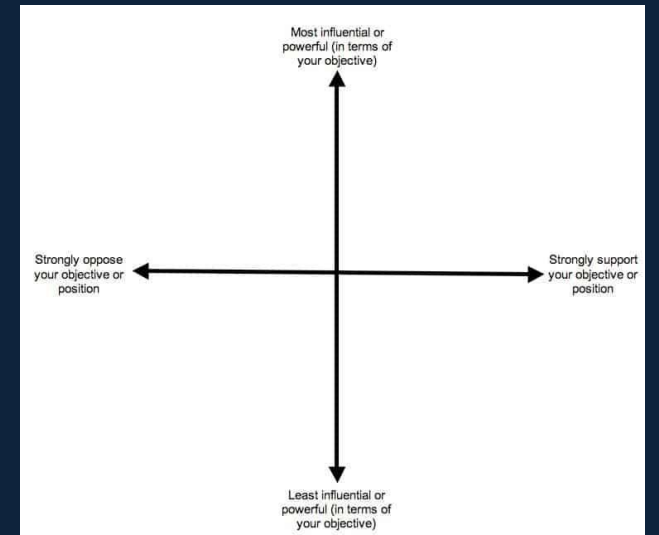 Most influential or
powerful (in terms of
your objective)
Strongly oppose
your objective or
position
Strongly support
your objective or
position
Least influential or
powerful (in terms of
your objective)